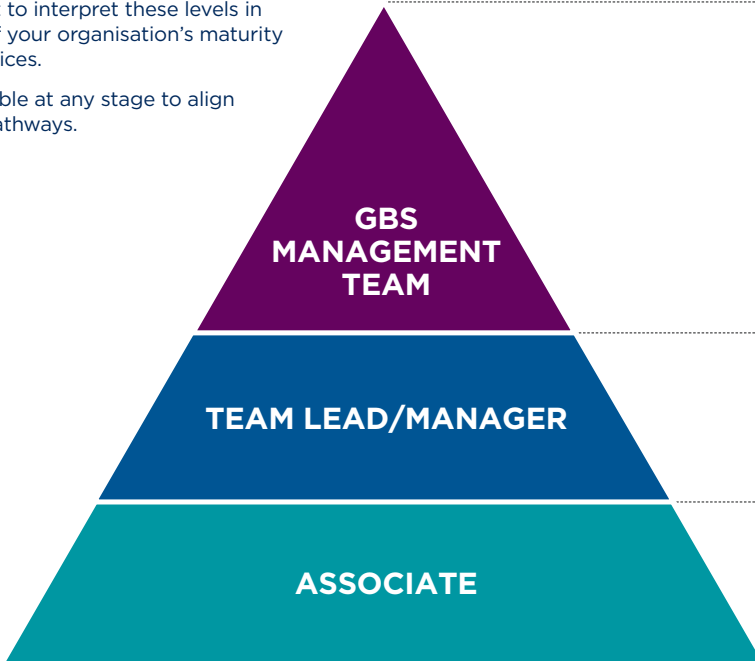 to interpret these levels in
your organisation's maturity
ices.
ble at any stage to align
athways.
GBS
MANAGEMENT
TEAM
TEAM LEAD/MANAGER
ASSOCIATE